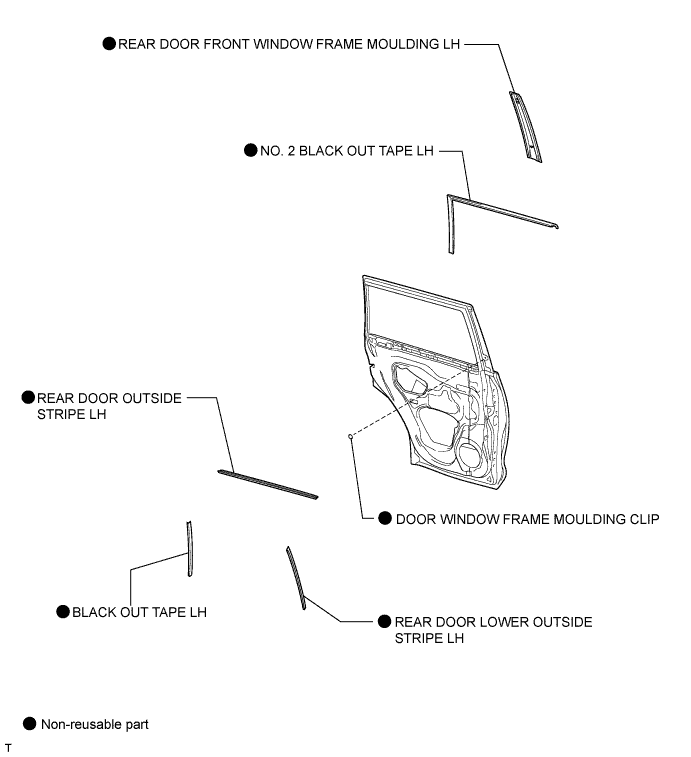 ●REAR DOOR FRONT WINDOW FRAME MOULDING LH
●NO. 2 BLACK OUT TAPE LH
●REAR DOOR OUTSIDE
STRIPE LH
●DOOR WINDOW FRAME MOULDING CLIP
●BLACK OUT TAPE LH
●REAR DOOR LOWER OUTSIDE
STRIPE LH
● Non-reusable part
T